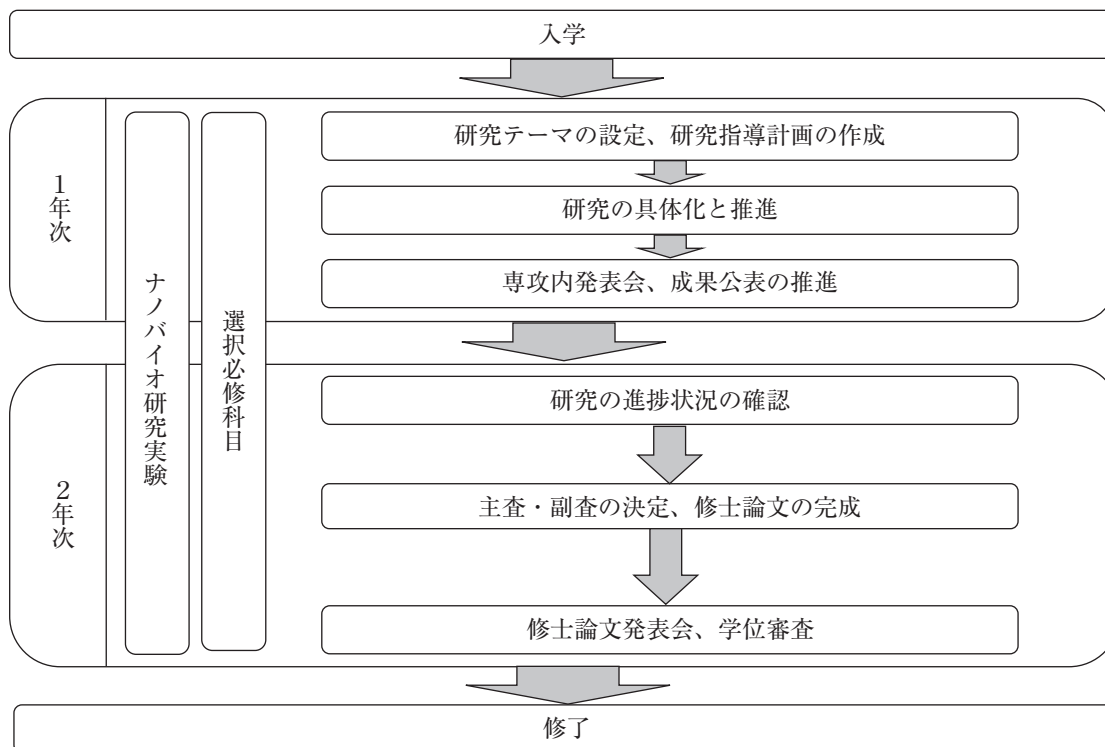 入学
1年次
ナノバイオ研究実験
選択必修科目
研究テーマの設定、研究指導計画の作成
研究の具体化と推進
専攻内発表会、成果公表の推進
2年次
研究の進捗状況の確認
主査・副査の決定、修士論文の完成
修士論文発表会、学位審査
修了